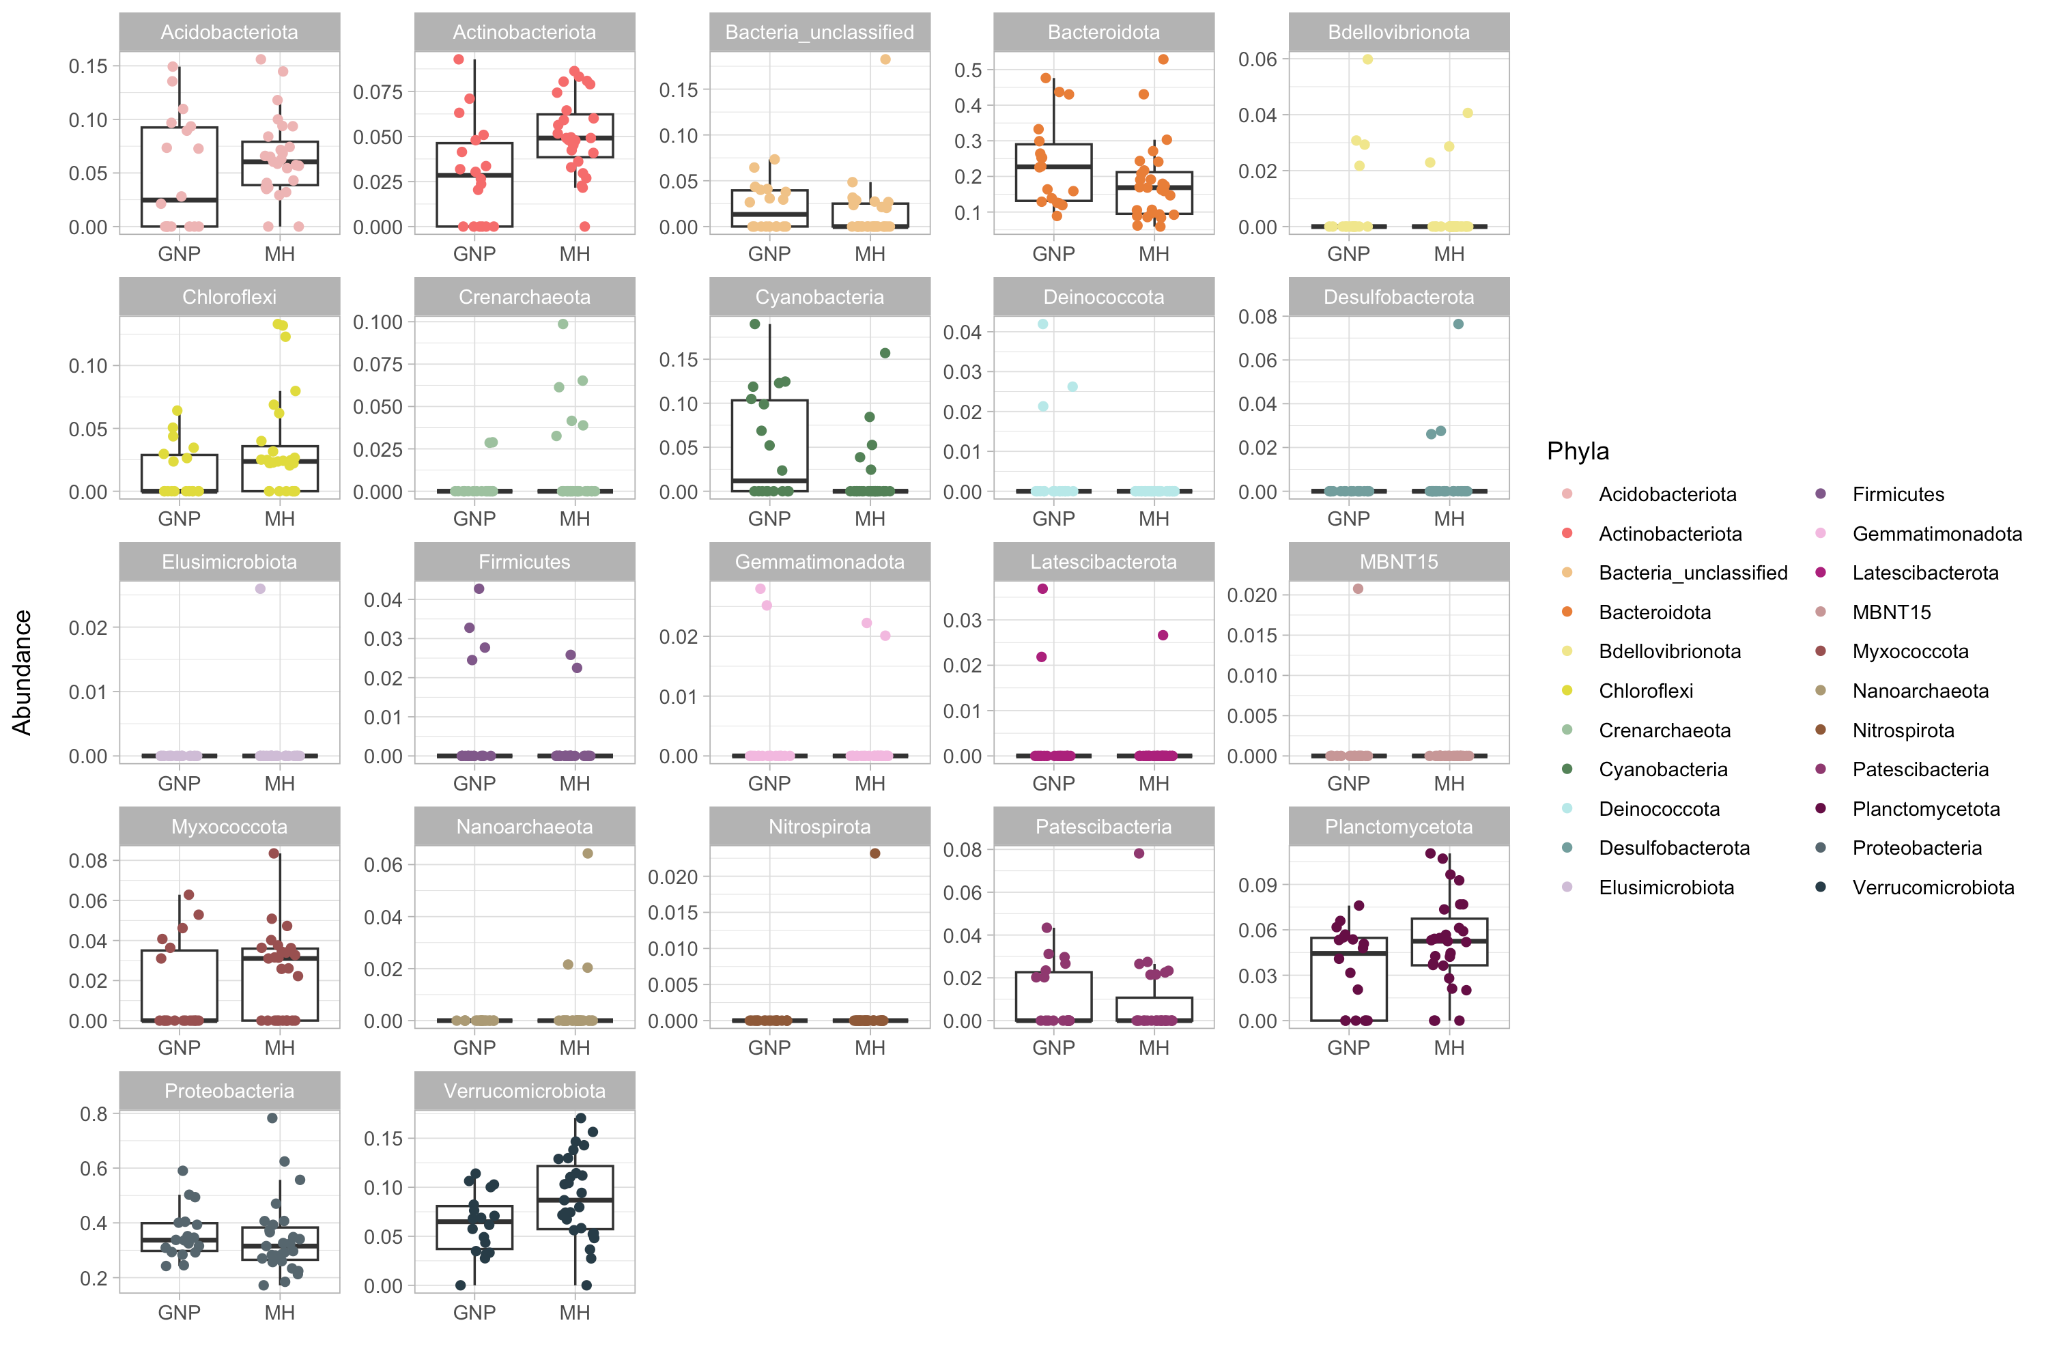 Acidobacteriota
Actinobacteriota
Bacteria_unclassified
Bacteroidota
Bdellovibrionota
0.15
0.10
0.05
0.00
0.075
0.050
0.025
0.000
0.15
0.10
0.05
0.00
0.5
0.4
0.3
0.2
0.1
0.06
0.04
0.02
0.00
GNP MH
GNP MH
GNP MH
GNP MH
GNP MH
Chloroflexi
Crenarchaeota
Cyanobacteria
Deinococcota
Desulfobacterota
0.10
0.05
0.00
0.100
0.075
0.050
0.025
0.000
0.15
0.10
0.05
0.00
0.04
0.03
0.02
0.01
0.00
0.08
0.06
0.04
0.02
0.00
GNP MH
GNP MH
GNP MH
GNP MH
GNP MH
Abundance
Elusimicrobiota
Firmicutes
Gemmatimonadota
Latescibacterota
MBNT15
0.02
0.01
0.00
0.04
0.03
0.02
0.01
0.00
0.02
0.01
0.00
0.03
0.02
0.01
0.00
0.020
0.015
0.010
0.005
0.000
GNP MH
GNP MH
GNP MH
GNP MH
GNP MH
Myxococcota
Nanoarchaeota
Nitrospirota
Patescibacteria
Planctomycetota
0.08
0.06
0.04
0.02
0.00
0.06
0.04
0.02
0.00
0.020
0.015
0.010
0.005
0.000
0.08
0.06
0.04
0.02
0.00
0.09
0.06
0.03
0.00
GNP MH
GNP MH
GNP MH
GNP MH
GNP MH
Proteobacteria
Verrucomicrobiota
0.8
0.6
0.4
0.2
0.15
0.10
0.05
0.00
GNP MH
GNP MH
Phyla
Acidobacteriota
Actinobacteriota
Bacteria_unclassified
Bacteroidota
Bdellovibrionota
Chloroflexi
Crenarchaeota
Cyanobacteria
Deinococcota
Desulfobacterota
Elusimicrobiota
Firmicutes
Gemmatimonadota
Latescibacterota
MBNT15
Myxococcota
Nanoarchaeota
Nitrospirota
Patescibacteria
Planctomycetota
Proteobacteria
Verrucomicrobiota